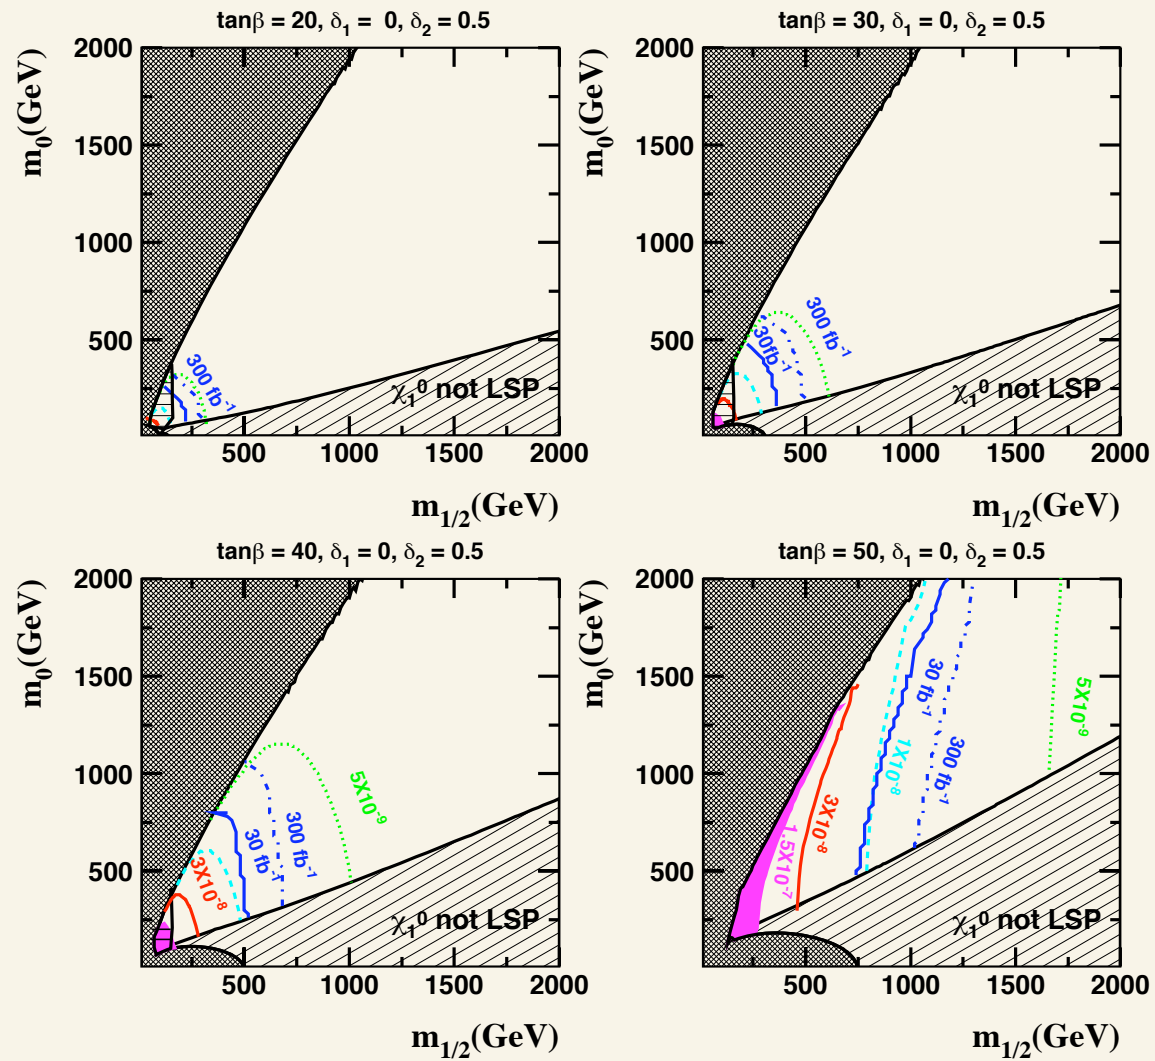 tanβ = 20, δ₁ = 0, δ₂ = 0.5
m₀(GeV)
2000
1500
1000
500
300 fb⁻¹
χ₁⁰ not LSP
500 1000 1500 2000
m₁/₂(GeV)
tanβ = 30, δ₁ = 0, δ₂ = 0.5
m₀(GeV)
2000
1500
1000
500
30fb⁻¹
300 fb⁻¹
χ₁⁰ not LSP
500 1000 1500 2000
m₁/₂(GeV)
tanβ = 40, δ₁ = 0, δ₂ = 0.5
m₀(GeV)
2000
1500
1000
500
3X10⁻⁸
30 fb⁻¹
300 fb⁻¹
5X10⁻⁹
χ₁⁰ not LSP
500 1000 1500 2000
m₁/₂(GeV)
tanβ = 50, δ₁ = 0, δ₂ = 0.5
m₀(GeV)
2000
1500
1000
500
1.5X10⁻⁷
3X10⁻⁸
1X10⁻⁸
30 fb⁻¹
300 fb⁻¹
5X10⁻⁹
χ₁⁰ not LSP
500 1000 1500 2000
m₁/₂(GeV)